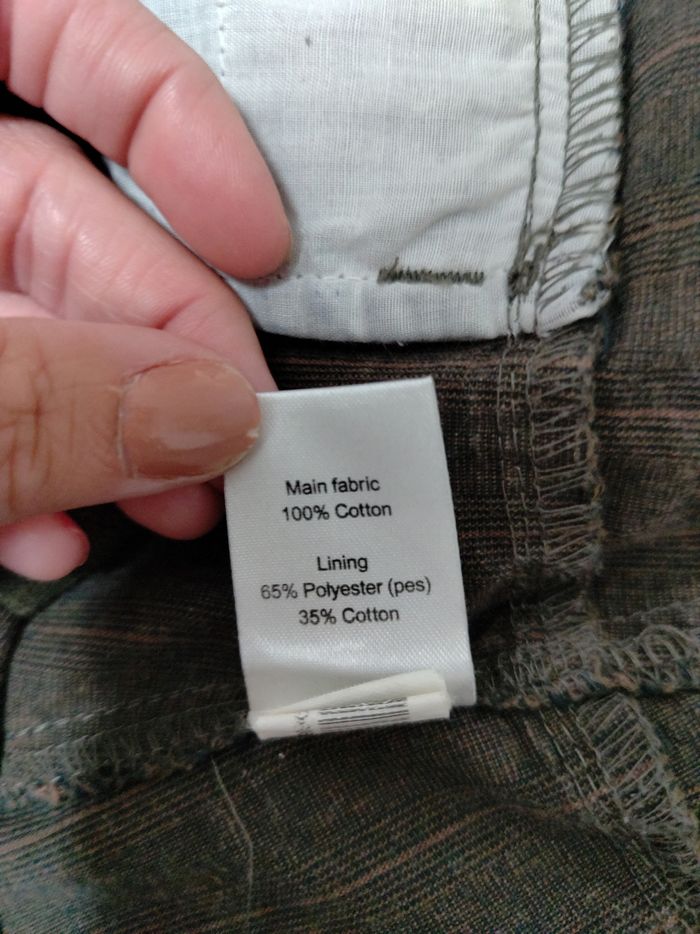 Main fabric
100% Cotton
Lining
65% Polyester (pes)
35% Cotton